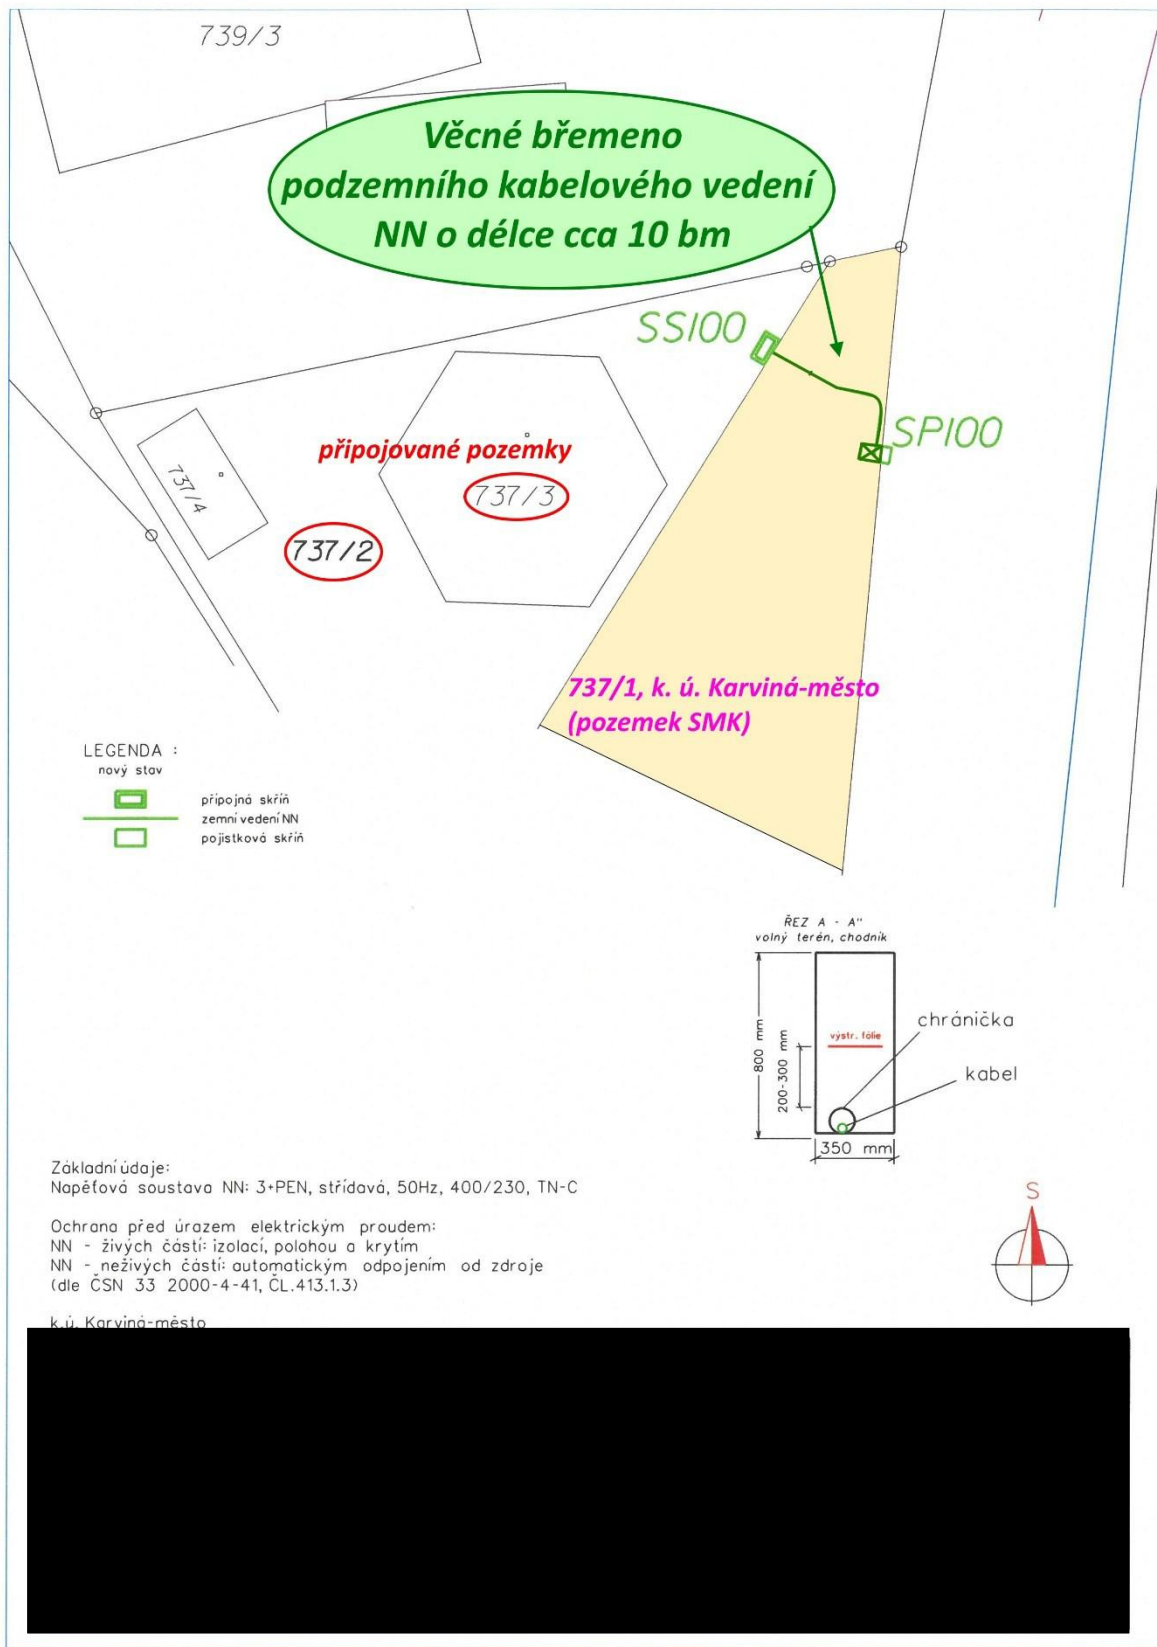 739/3
Věcné břemeno
podzemního kabelového vedení
NN o délce cca 10 bm
SS100
SP100
připojované pozemky
737/4
737/3
737/2
737/1, k. ú. Karviná-město
(pozemek SMK)
LEGENDA :
nový stav
přípojná skříň
zemní vedení NN
pojistková skříň
ŘEZ A - A"
volný terén, chodník
800 mm
200-300 mm
výstr. fólie
chránička
kabel
350 mm
Základní údaje:
Napěťová soustava NN: 3+PEN, střídavá, 50Hz, 400/230, TN-C
Ochrana před úrazem elektrickým proudem:
NN - živých částí: izolací, polohou a krytím
NN - neživých částí: automatickým odpojením od zdroje
(dle ČSN 33 2000-4-41, ČL.413.1.3)
S
k.ú. Karviná-město